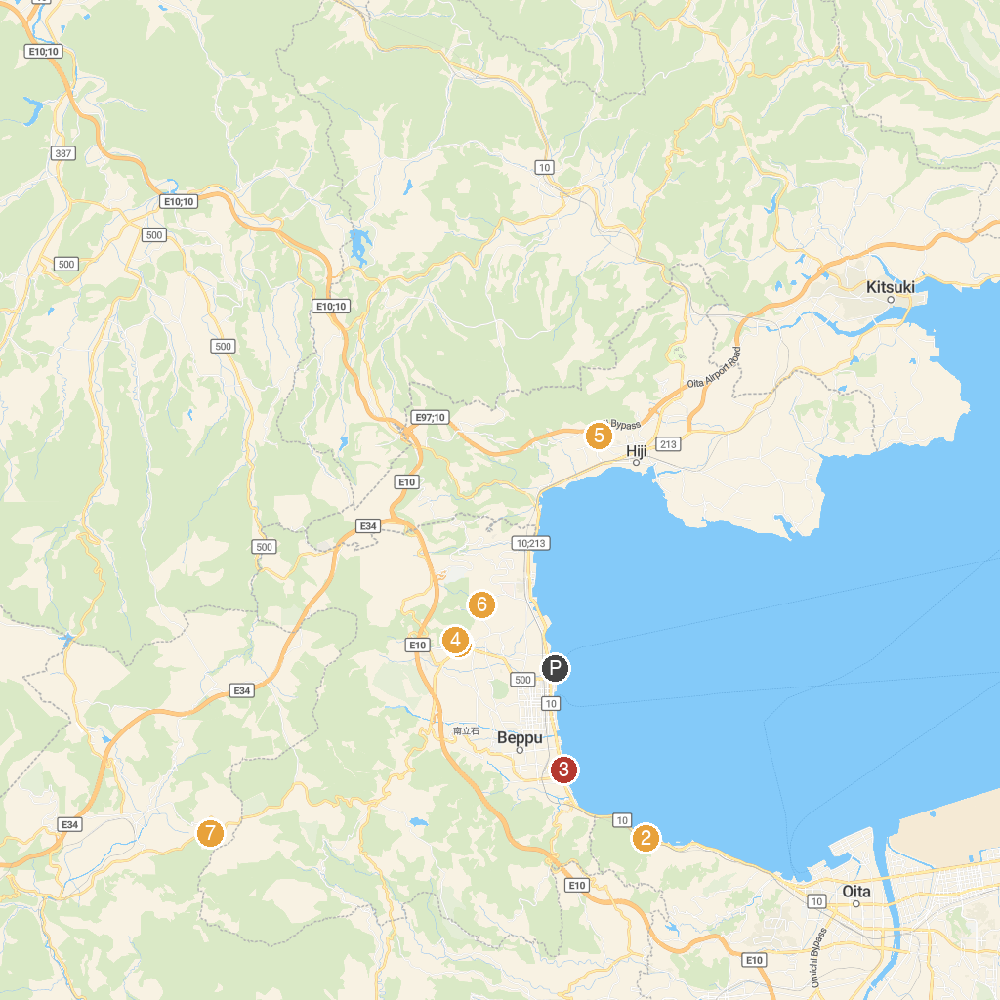 E10;10
387
10
E10;10
500
500
Kitsuki
E10;10
500
Oita Airport Road
E97;10
Bypass
5
213
Hiji
E10
E34
10;213
500
6
4
E10
P
500
E34
10
南立石
Beppu
3
10
E34
7
2
E10
Oita
10
Omichi Bypass
E10